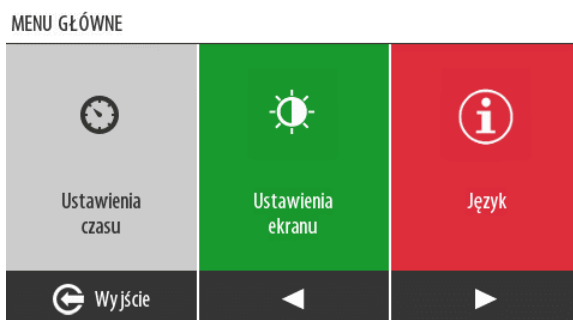 MENU GŁÓWNE
Ustawienia
czasu
Ustawienia
ekranu
Język
Wyjście